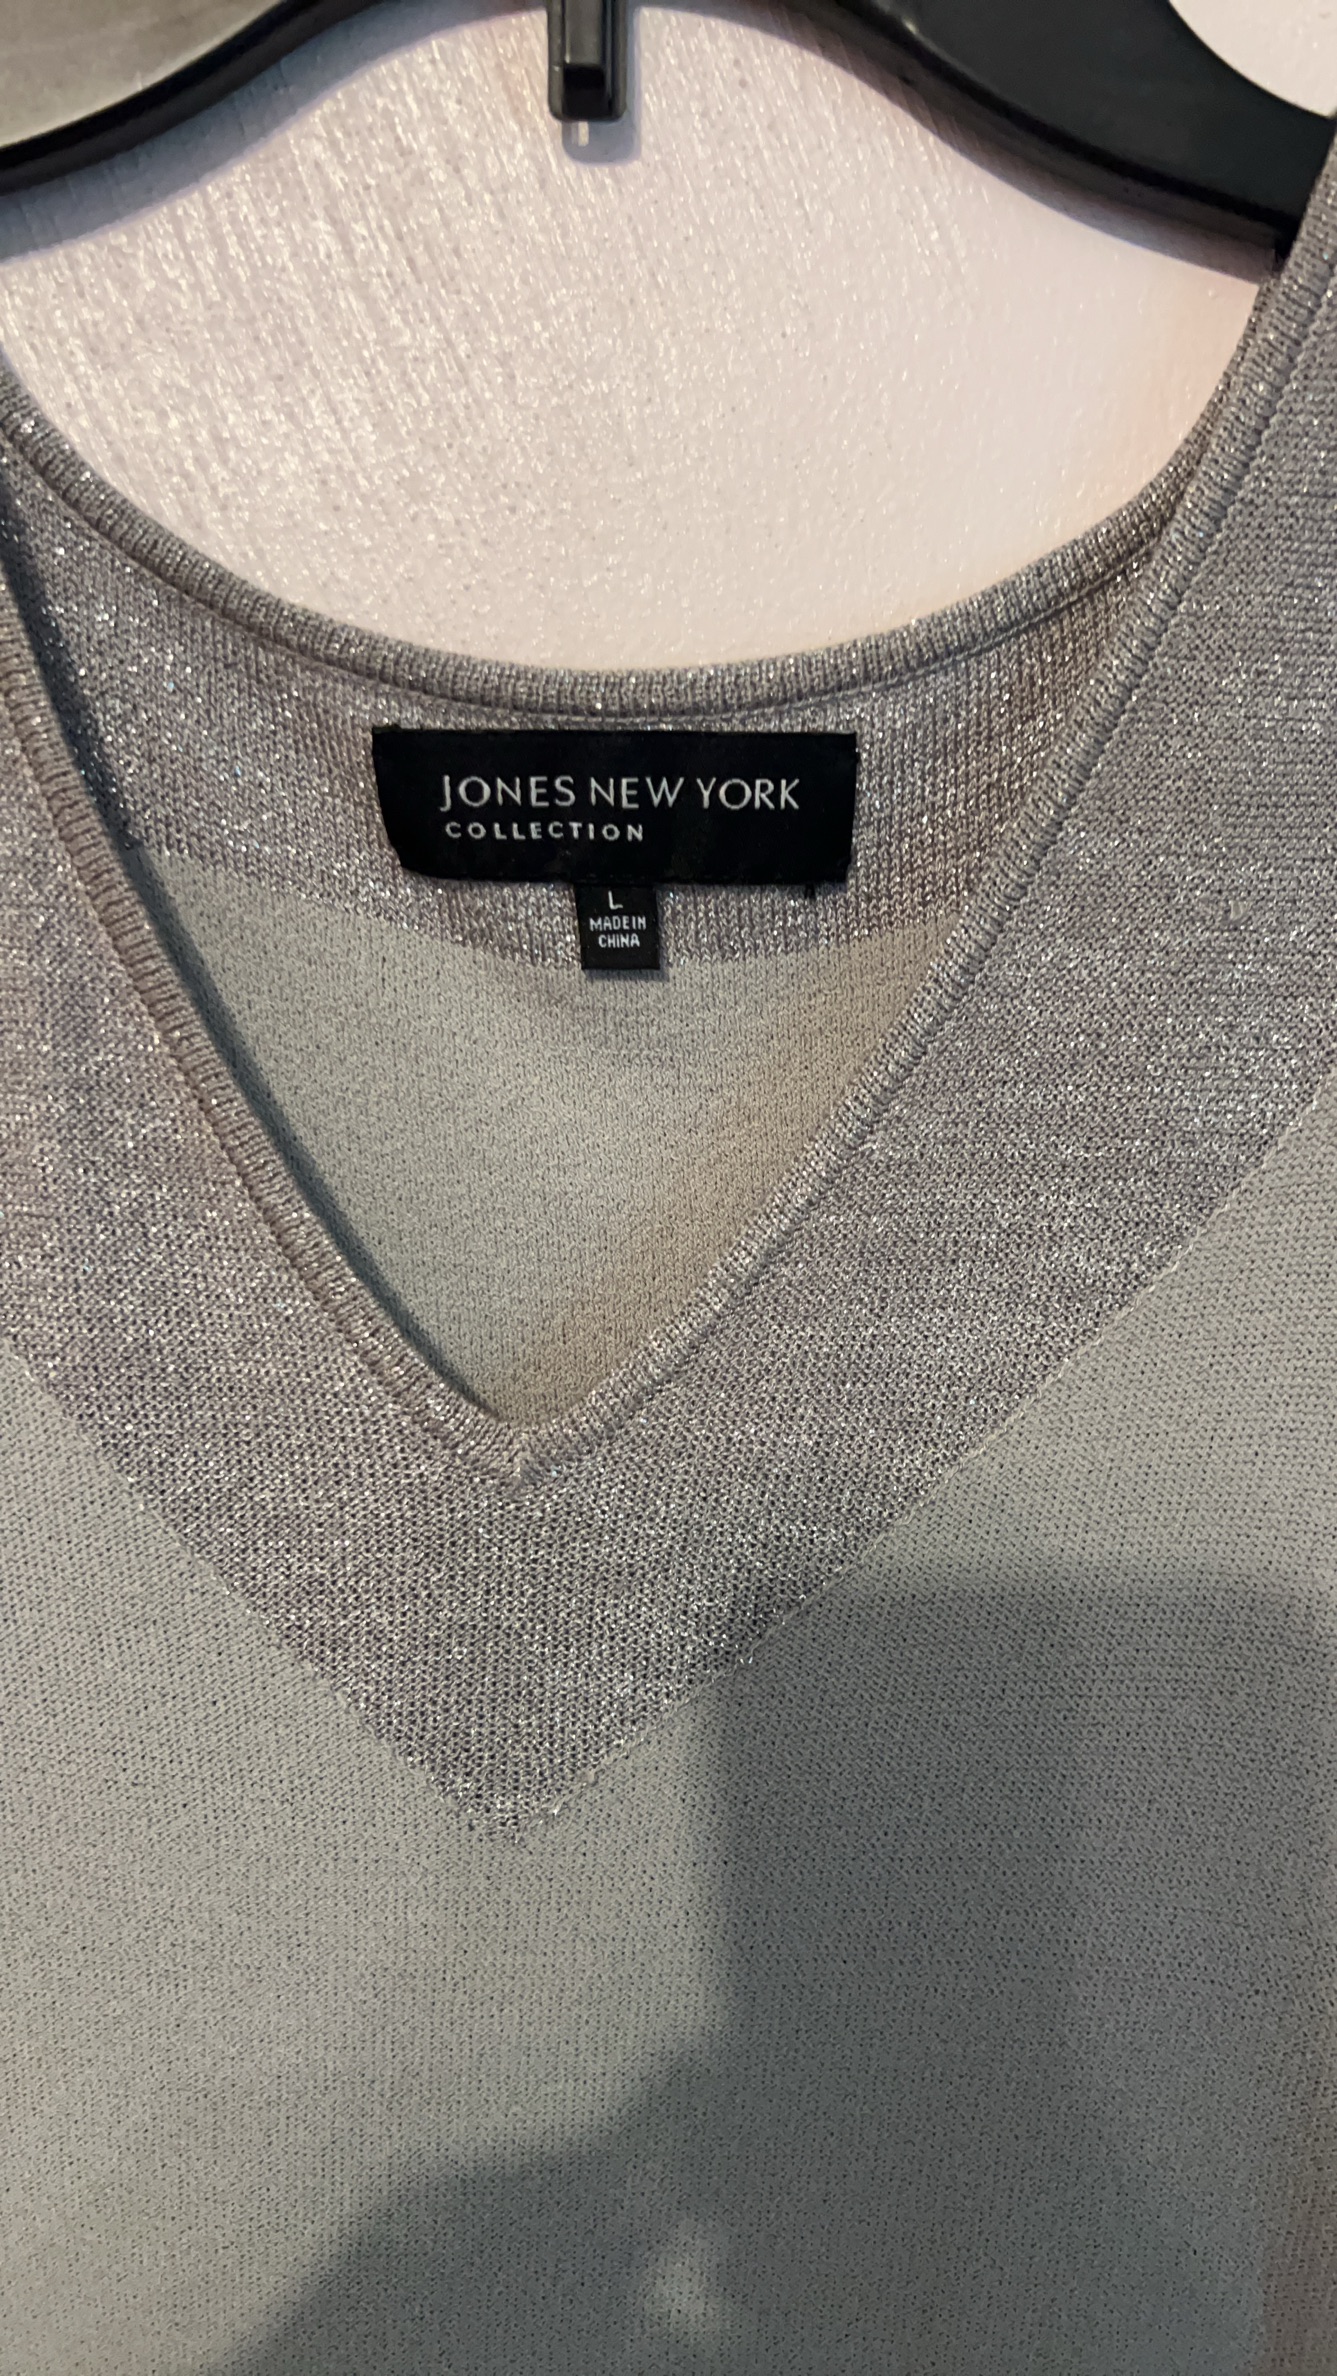 JONES NEW YORK
COLLECTION
L
MADE IN
CHINA